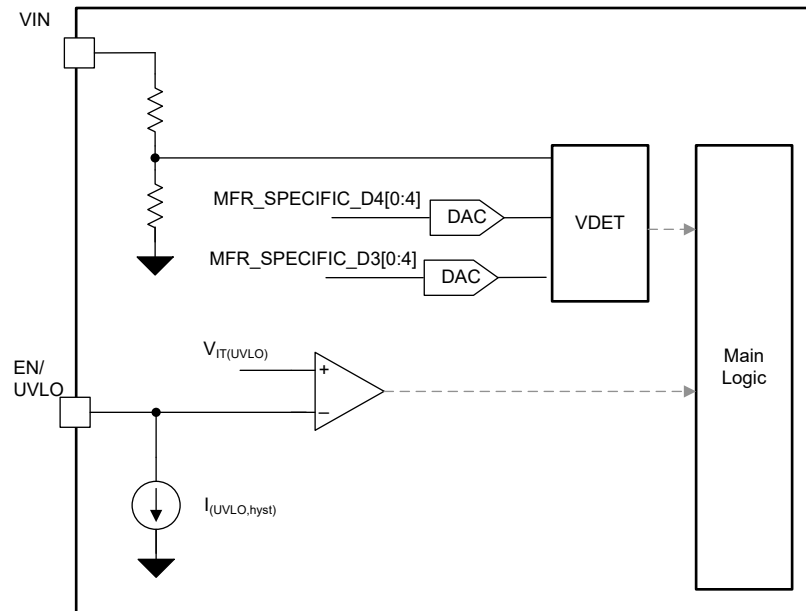 VIN
MFR_SPECIFIC_D4[0:4]
DAC
VDET
MFR_SPECIFIC_D3[0:4]
DAC
VIT(UVLO)
+
−
EN/
UVLO
Main
Logic
I(UVLO,hyst)